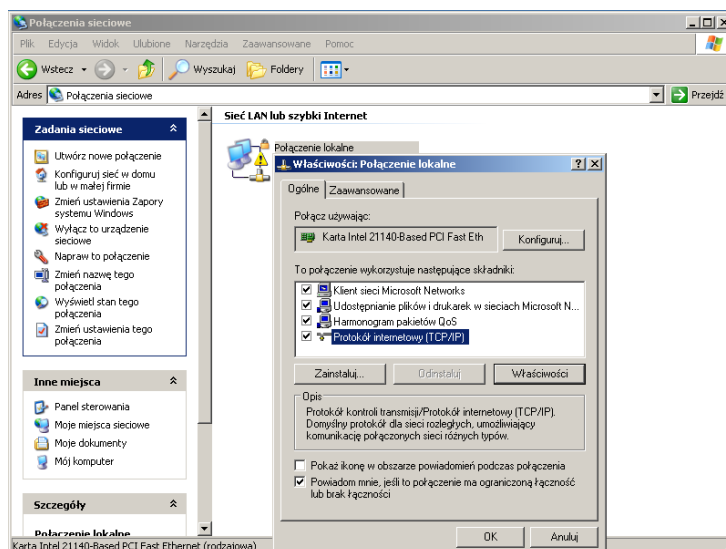 Połączenia sieciowe
Plik Edycja Widok Ulubione Narzędzia Zaawansowane Pomoc
Wstecz Wyszukaj Foldery
Adres Połączenia sieciowe Przejdź
Zadania sieciowe
Utwórz nowe połączenie
Konfiguruj sieć w domu
lub w małej firmie
Zmień ustawienia Zapory
systemu Windows
Wyłącz to urządzenie
sieciowe
Napraw to połączenie
Zmień nazwę tego
połączenia
Wyświetl stan tego
połączenia
Zmień ustawienia tego
połączenia
Inne miejsca
Panel sterowania
Moje miejsca sieciowe
Moje dokumenty
Mój komputer
Szczegóły
Połączenie lokalne
Sieć LAN lub szybki Internet
Połączenie lokalne
Właściwości: Połączenie lokalne
Ogólne Zaawansowane
Połącz używając:
Karta Intel 21140-Based PCI Fast Eth Konfiguruj...
To połączenie wykorzystuje następujące składniki:
Klient sieci Microsoft Networks
Udostępnianie plików i drukarek w sieciach Microsoft N...
Harmonogram pakietów QoS
Protokół internetowy (TCP/IP)
Zainstaluj... Odinstaluj Właściwości
Opis
Protokół kontroli transmisji/Protokół internetowy (TCP/IP).
Domyślny protokół dla sieci rozległych, umożliwiający
komunikację połączonych sieci różnych typów.
Pokaż ikonę w obszarze powiadomień podczas połączenia
Powiadom mnie, jeśli to połączenie ma ograniczoną łączność
lub brak łączności
OK Anuluj
Karta Intel 21140-Based PCI Fast Ethernet (rodzajowa)